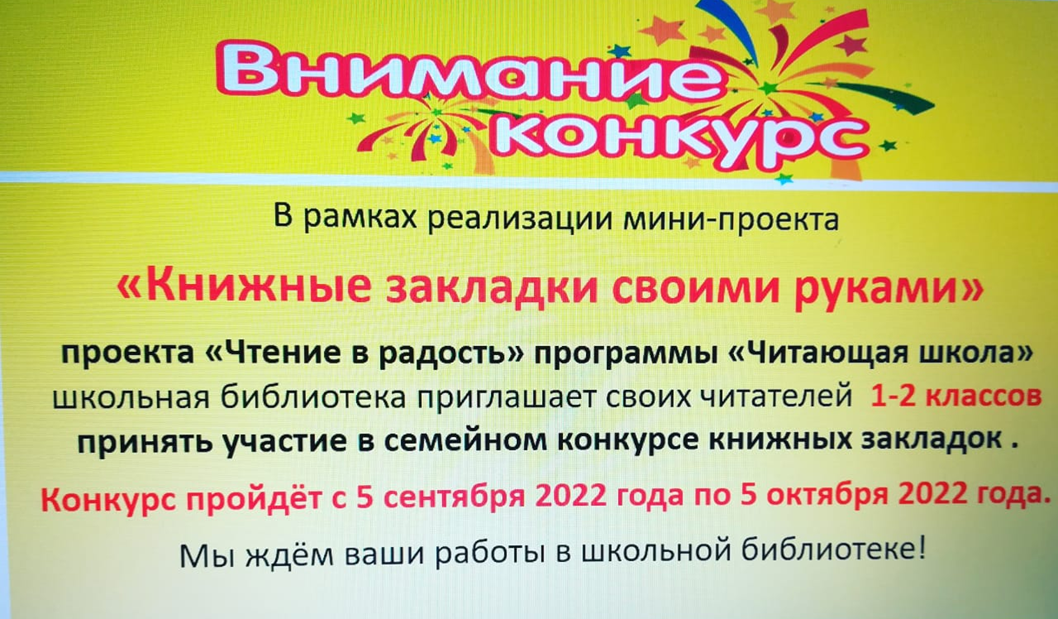 Внимание
конкурс
В рамках реализации мини-проекта
«Книжные закладки своими руками»
проекта «Чтение в радость» программы «Читающая школа»
школьная библиотека приглашает своих читателей 1-2 классов
принять участие в семейном конкурсе книжных закладок .
Конкурс пройдёт с 5 сентября 2022 года по 5 октября 2022 года.
Мы ждём ваши работы в школьной библиотеке!